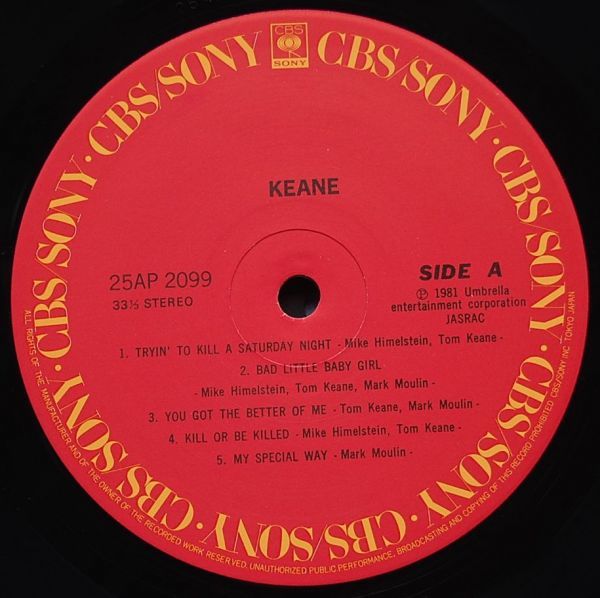 CBS
SONY
CBS/SONY · CBS/SONY · CBS/SONY · CBS/SONY · CBS/SONY · CBS/SONY · CBS/SONY · CBS/SONY
KEANE
25AP 2099
33⅓ STEREO
SIDE A
Ⓟ 1981 Umbrella
entertainment corporation
JASRAC
1. TRYIN' TO KILL A SATURDAY NIGHT - Mike Himelstein, Tom Keane -
2. BAD LITTLE BABY GIRL
- Mike Himelstein, Tom Keane, Mark Moulin -
3. YOU GOT THE BETTER OF ME - Tom Keane, Mark Moulin -
4. KILL OR BE KILLED - Mike Himelstein, Tom Keane -
5. MY SPECIAL WAY - Mark Moulin -
ALL RIGHTS OF THE MANUFACTURER AND OF THE OWNER OF THE RECORDED WORK RESERVED. UNAUTHORIZED PUBLIC PERFORMANCE, BROADCASTING AND COPYING OF THIS RECORD PROHIBITED CBS/SONY INC. TOKYO JAPAN